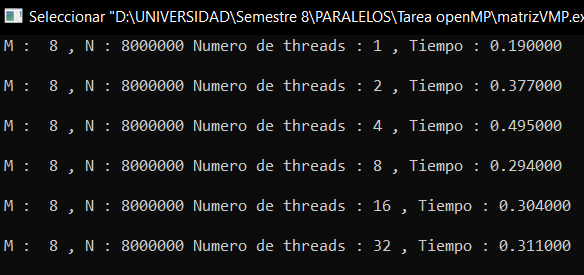 Seleccionar "D:\UNIVERSIDAD\Semestre 8\PARALELOS\Tarea openMP\matrizVMP.ex
M :  8 , N : 8000000 Numero de threads : 1 , Tiempo : 0.190000
M :  8 , N : 8000000 Numero de threads : 2 , Tiempo : 0.377000
M :  8 , N : 8000000 Numero de threads : 4 , Tiempo : 0.495000
M :  8 , N : 8000000 Numero de threads : 8 , Tiempo : 0.294000
M :  8 , N : 8000000 Numero de threads : 16 , Tiempo : 0.304000
M :  8 , N : 8000000 Numero de threads : 32 , Tiempo : 0.311000